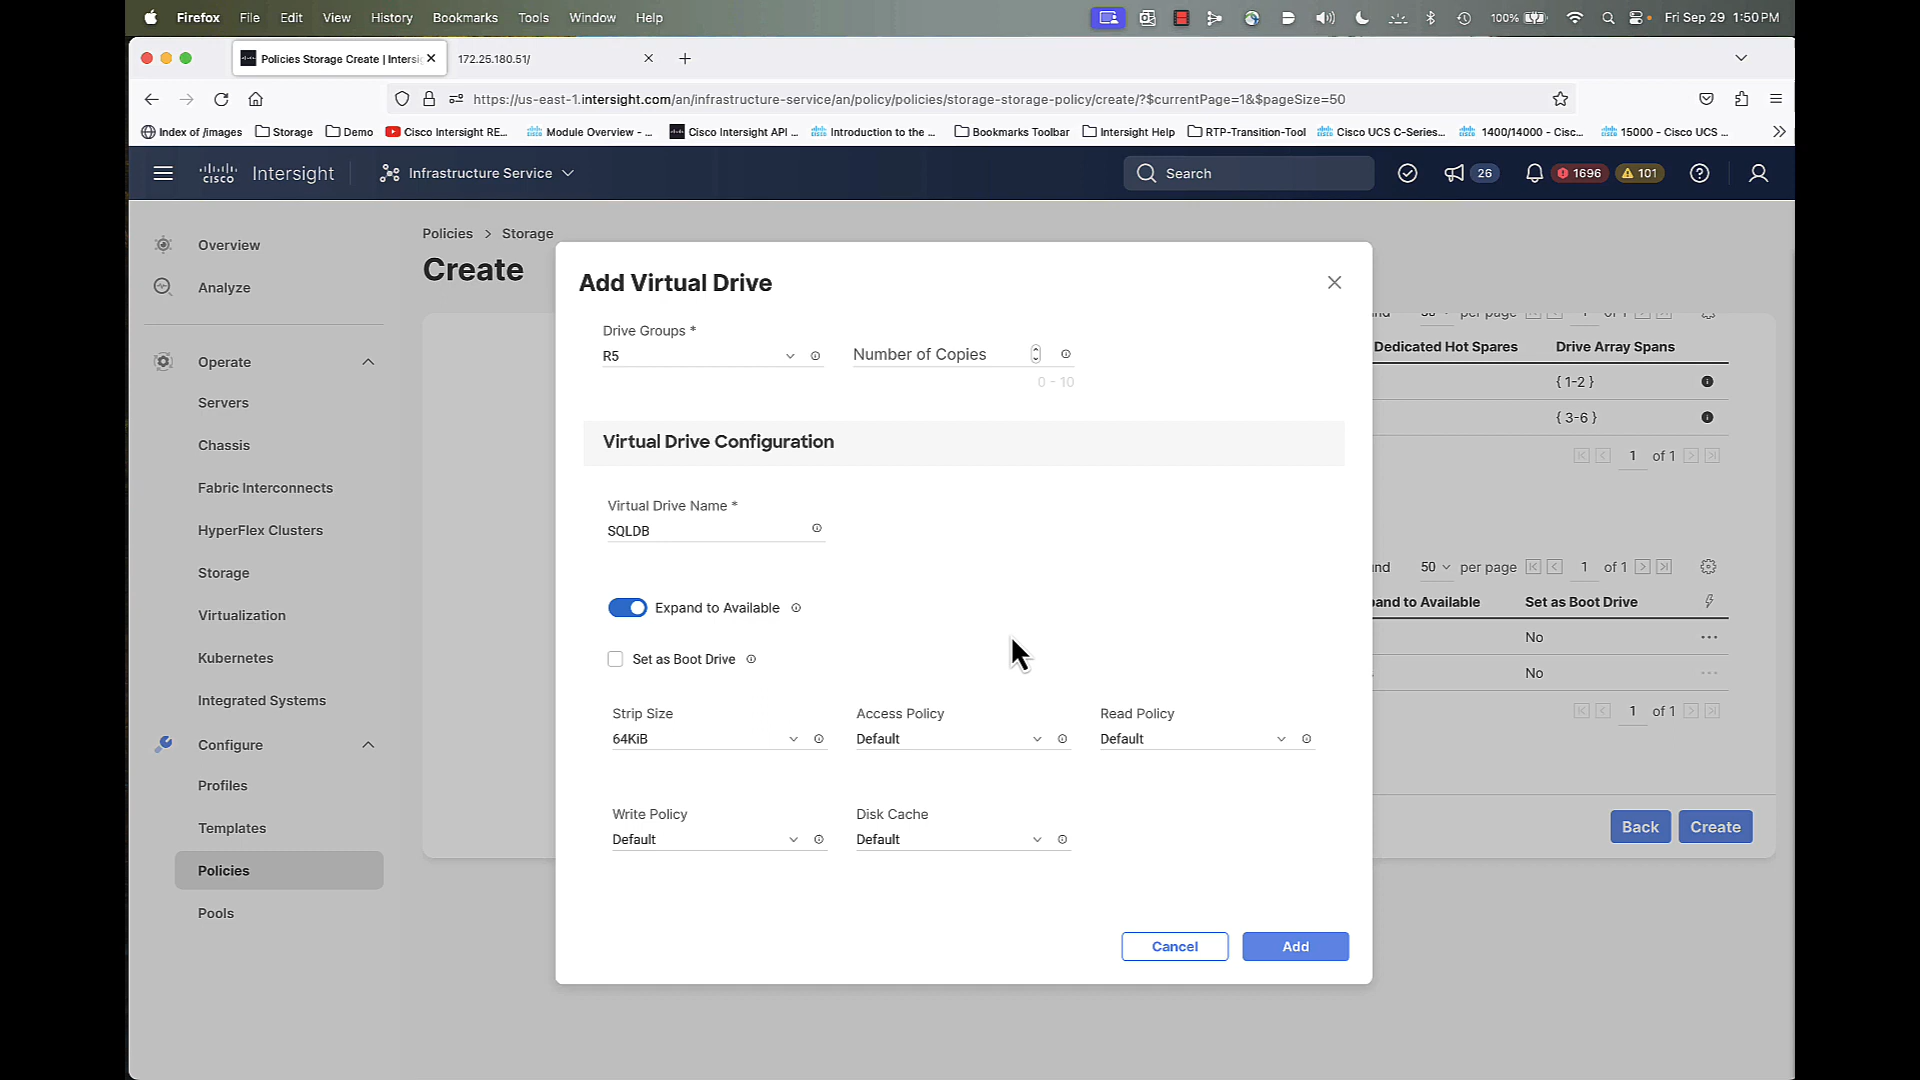 Firefox File Edit View History Bookmarks Tools Window Help 100% Fri Sep 29 1:50 PM
Policies Storage Create | Intersig 172.25.180.51/
https://us-east-1.intersight.com/an/infrastructure-service/an/policy/policies/storage-storage-policy/create/?$currentPage=1&$pageSize=50
Index of /images Storage Demo Cisco Intersight RE... Module Overview - ... Cisco Intersight API ... Introduction to the ... Bookmarks Toolbar Intersight Help RTP-Transition-Tool Cisco UCS C-Series... 1400/14000 - Cisc... 15000 - Cisco UCS ...
CISCO Intersight Infrastructure Service Search 26 1696 101
Overview
Analyze
Operate
Servers
Chassis
Fabric Interconnects
HyperFlex Clusters
Storage
Virtualization
Kubernetes
Integrated Systems
Configure
Profiles
Templates
Policies
Pools
Policies > Storage
Create
Add Virtual Drive
Drive Groups *
R5
Number of Copies
0 - 10
Virtual Drive Configuration
Virtual Drive Name *
SQLDB
Expand to Available
Set as Boot Drive
Strip Size Access Policy Read Policy
64KiB Default Default
Write Policy Disk Cache
Default Default
Cancel Add
Dedicated Hot Spares Drive Array Spans
{ 1-2 }
{ 3-6 }
1 of 1
nd 50 per page 1 of 1
and to Available Set as Boot Drive
No
No
1 of 1
Back Create